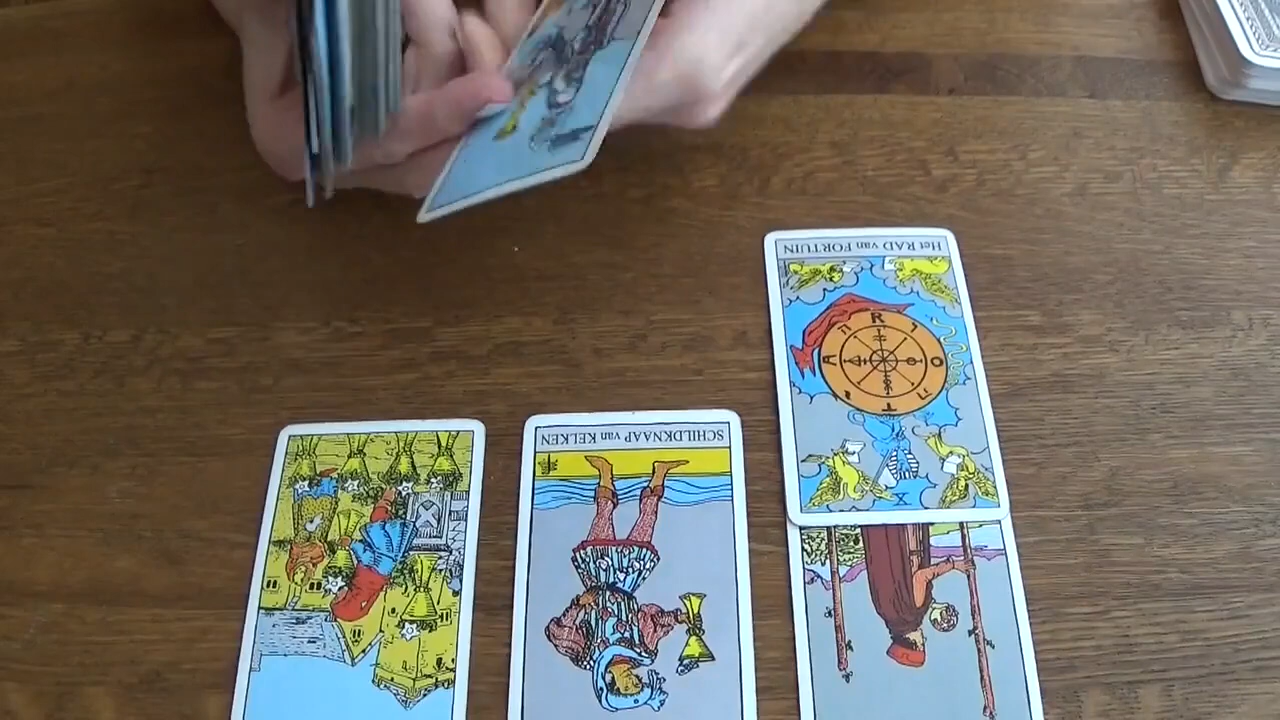 Het RAD van FORTUIN
R
O
T
A
X
SCHILDKNAAP van KELKEN